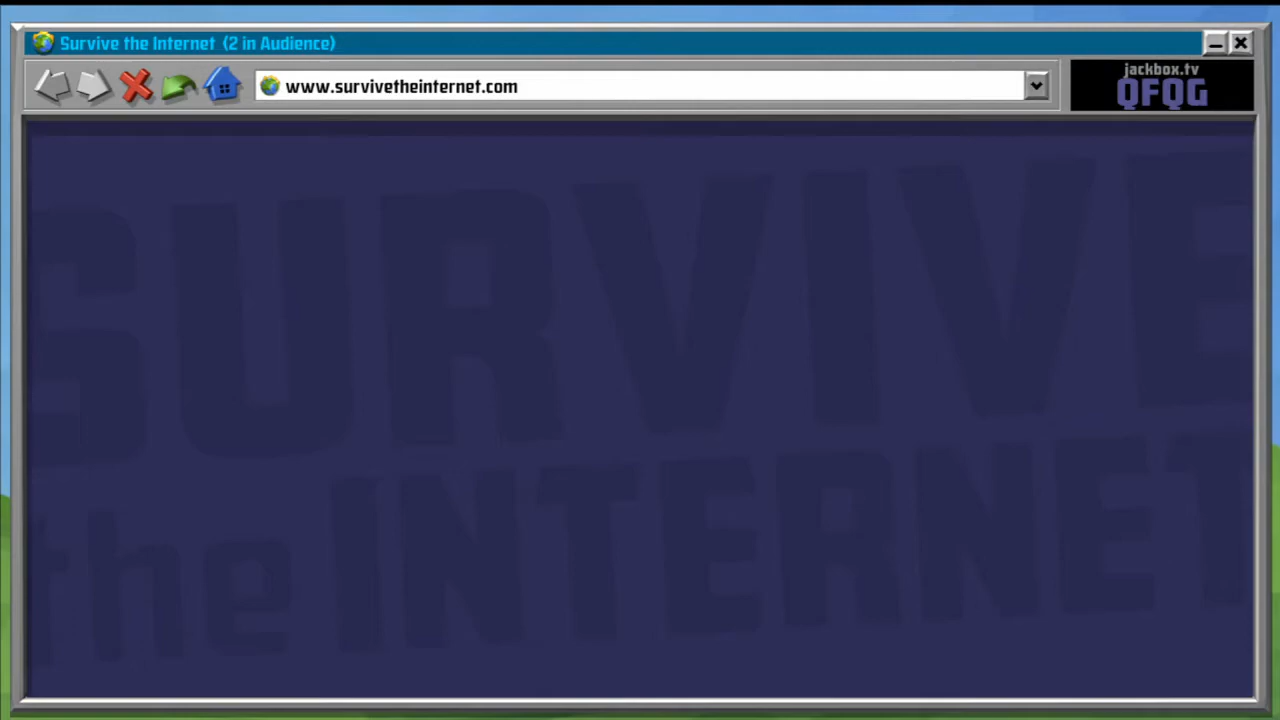 Survive the Internet (2 in Audience)
www.survivetheinternet.com
jackbox.tv
QFQG
SURVIVE
the INTERNET